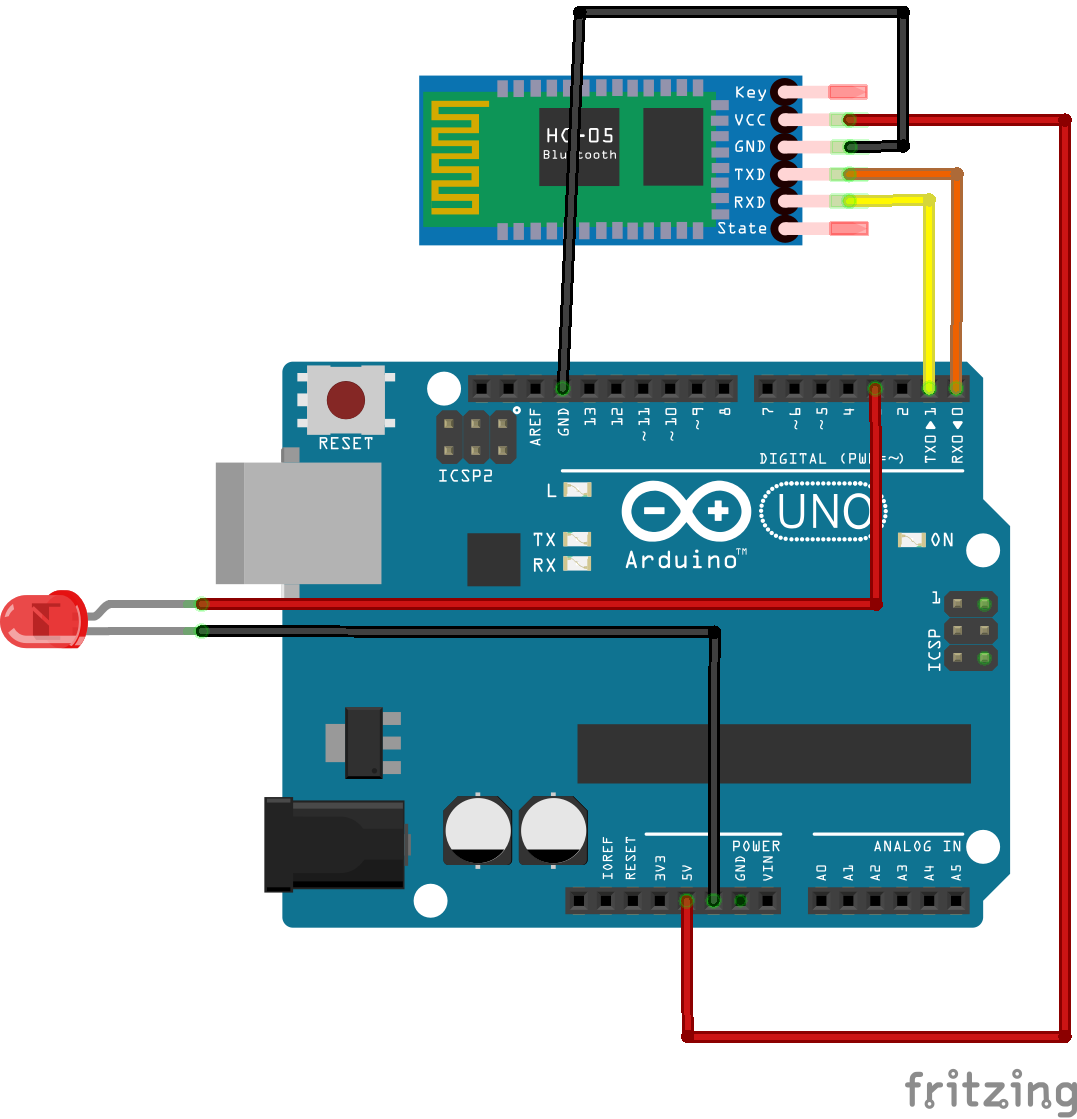 Key
VCC
HC-05
GND
Bluetooth
TXD
RXD
State
RESET
AREF
GND
13
12
~11
~10
~9
8
7
~6
~5
4
2
TX0▶1
RX0◀0
ICSP2
DIGITAL (PWM=~)
L
TX
RX
UNO
Arduino™
ON
1
ICSP
POWER
ANALOG IN
IOREF
RESET
3V3
5V
GND
VIN
A0
A1
A2
A3
A4
A5
fritzing